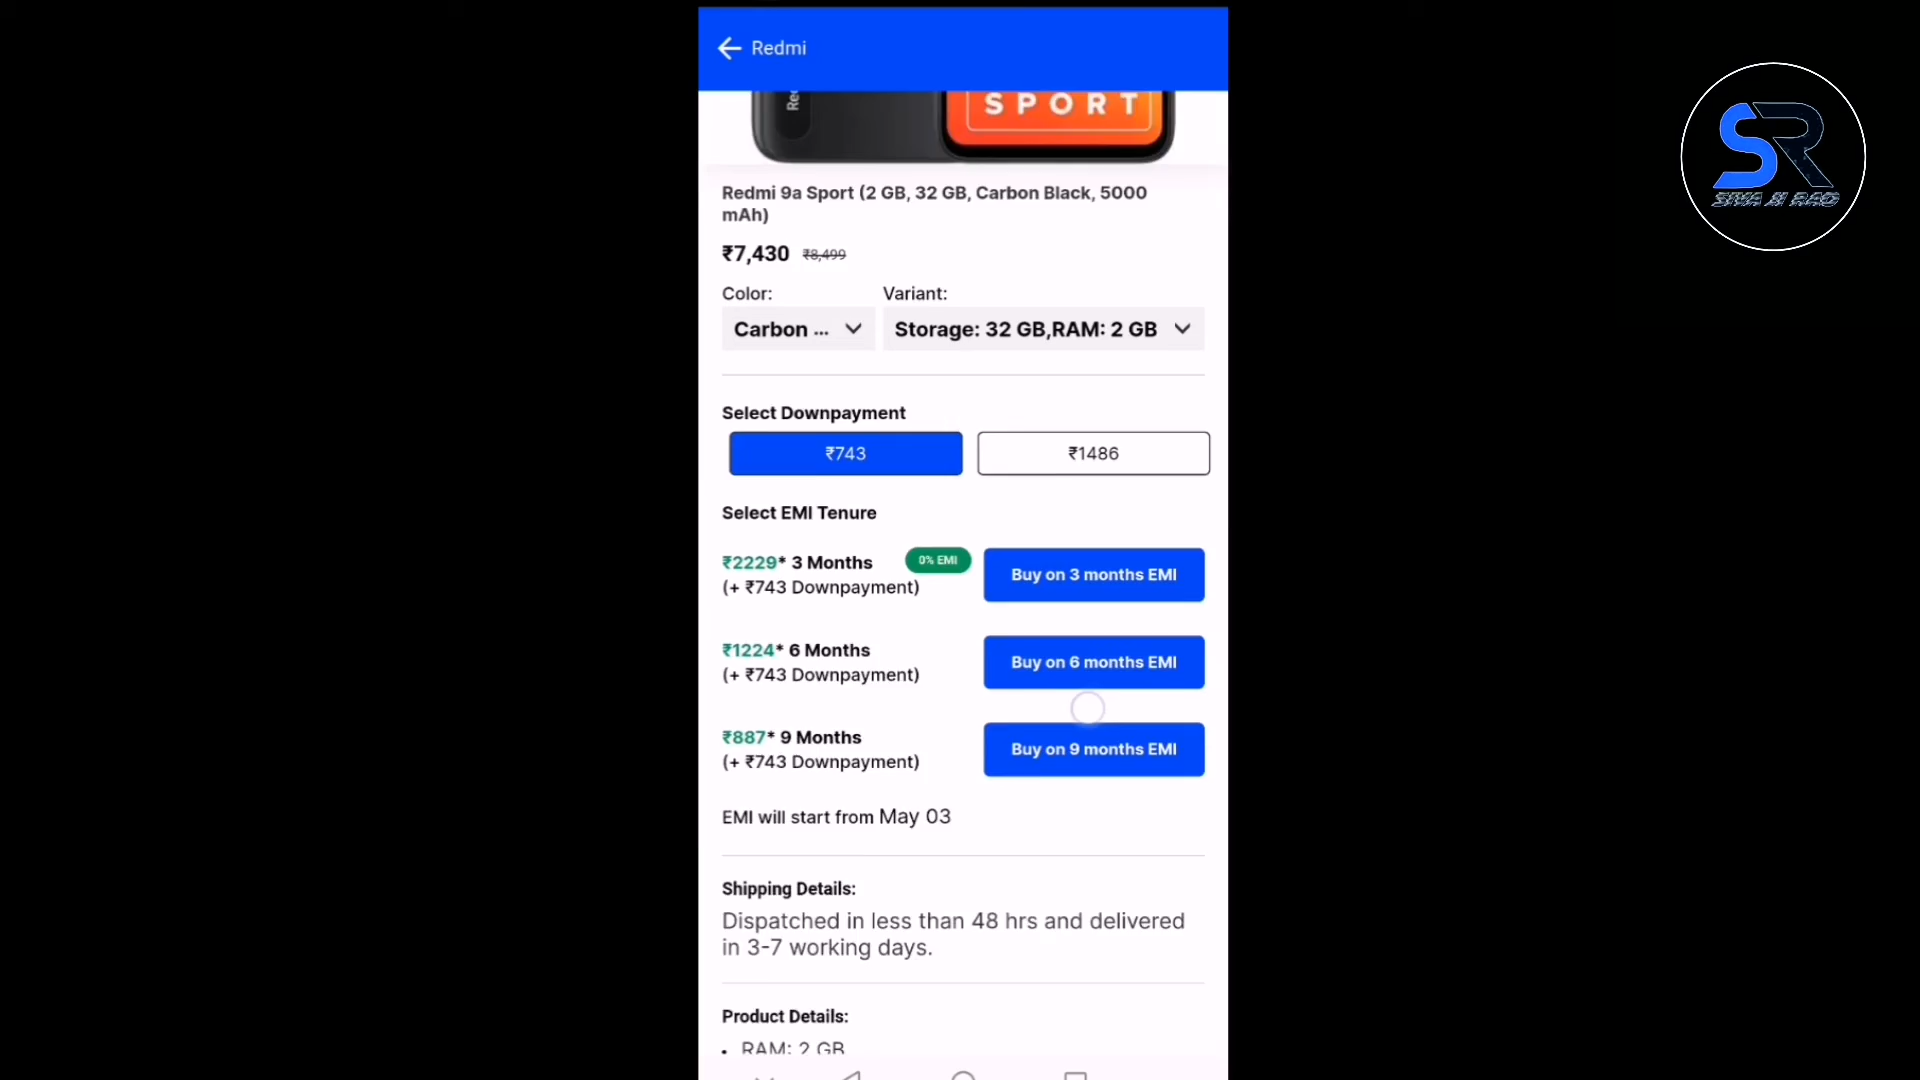 Redmi
SPORT
Redmi 9a Sport (2 GB, 32 GB, Carbon Black, 5000
mAh)
₹7,430 ₹8,499
Color: Variant:
Carbon ... Storage: 32 GB,RAM: 2 GB
Select Downpayment
₹743 ₹1486
Select EMI Tenure
₹2229* 3 Months 0% EMI
(+ ₹743 Downpayment)
Buy on 3 months EMI
₹1224* 6 Months
(+ ₹743 Downpayment)
Buy on 6 months EMI
₹887* 9 Months
(+ ₹743 Downpayment)
Buy on 9 months EMI
EMI will start from May 03
Shipping Details:
Dispatched in less than 48 hrs and delivered
in 3-7 working days.
Product Details:
• RAM: 2 GB
SR